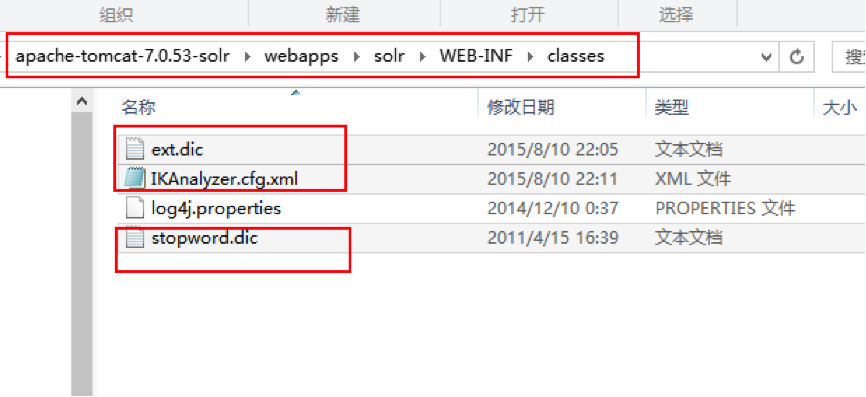 组织 新建 打开 选择
apache-tomcat-7.0.53-solr webapps solr WEB-INF classes
名称 修改日期 类型 大小
ext.dic 2015/8/10 22:05 文本文档
IKAnalyzer.cfg.xml 2015/8/10 22:11 XML 文件
log4j.properties 2014/12/10 0:37 PROPERTIES 文件
stopword.dic 2011/4/15 16:39 文本文档